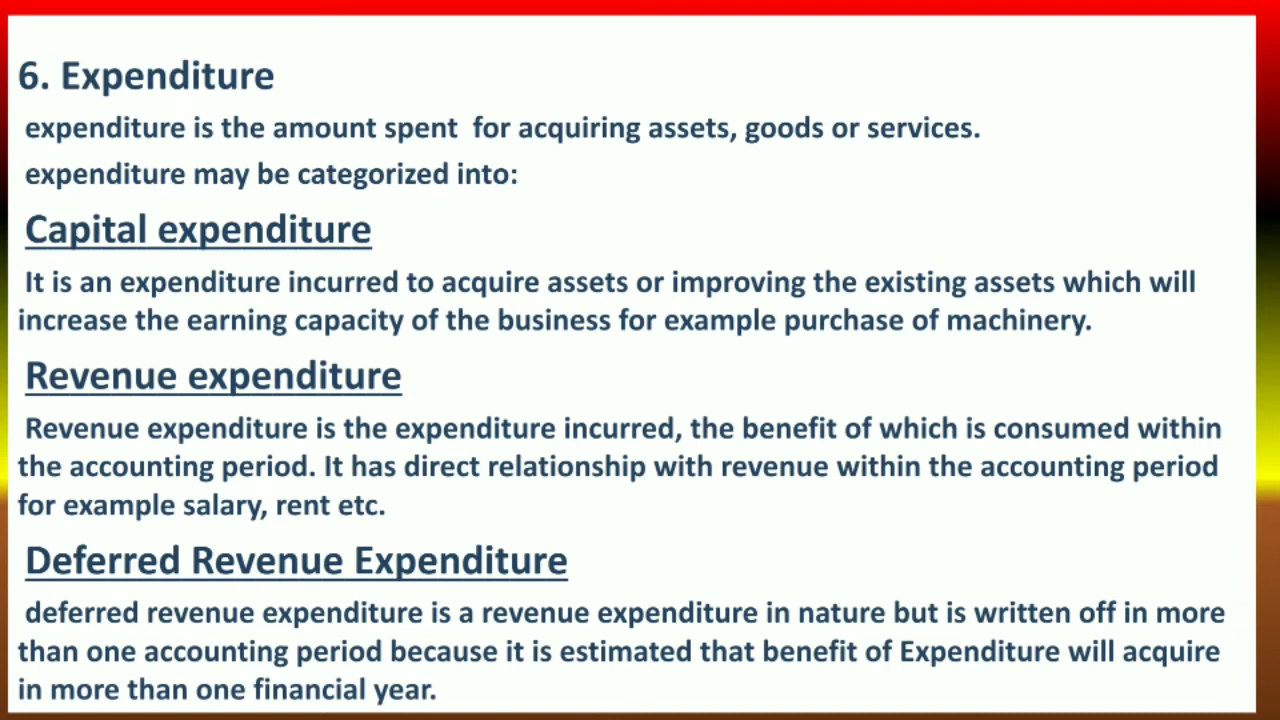 6. Expenditure
expenditure is the amount spent for acquiring assets, goods or services.
expenditure may be categorized into:
Capital expenditure
It is an expenditure incurred to acquire assets or improving the existing assets which will
increase the earning capacity of the business for example purchase of machinery.
Revenue expenditure
Revenue expenditure is the expenditure incurred, the benefit of which is consumed within
the accounting period. It has direct relationship with revenue within the accounting period
for example salary, rent etc.
Deferred Revenue Expenditure
deferred revenue expenditure is a revenue expenditure in nature but is written off in more
than one accounting period because it is estimated that benefit of Expenditure will acquire
in more than one financial year.